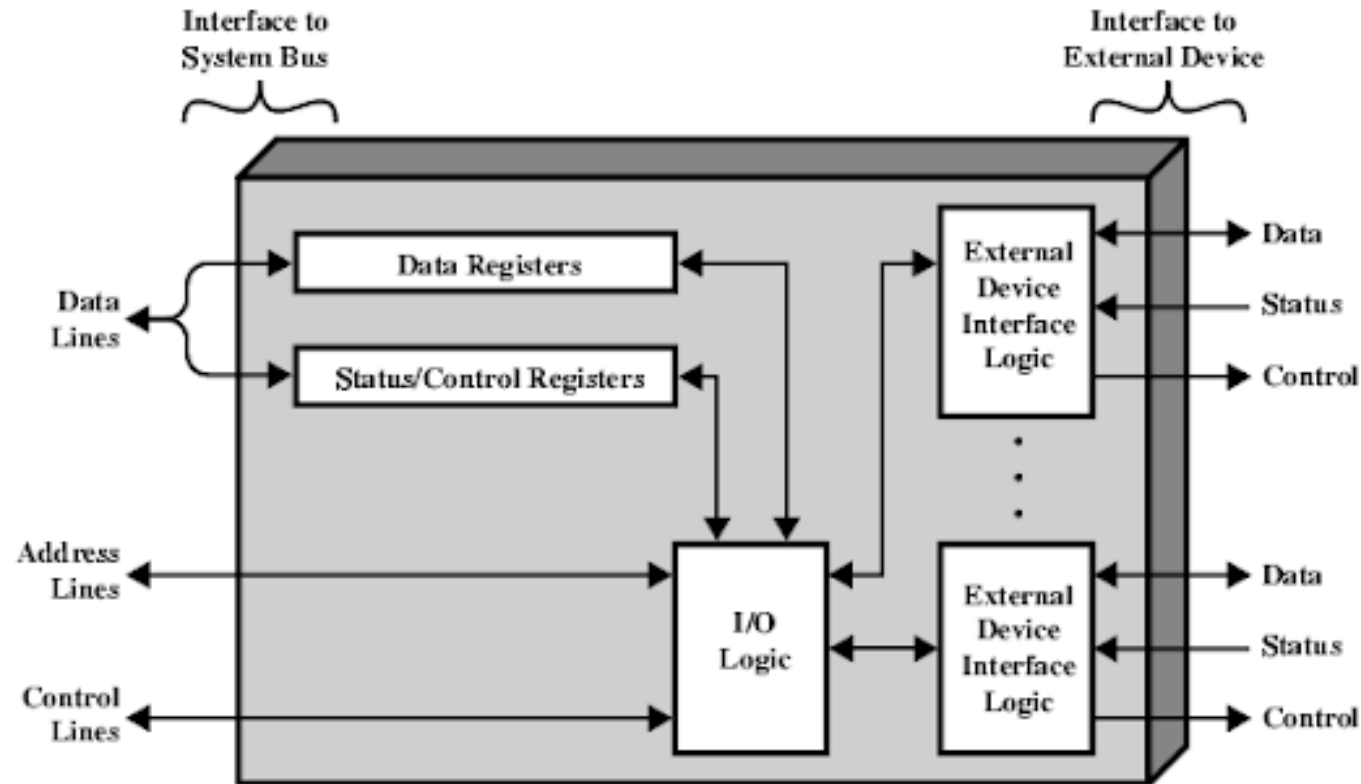 Interface to
System Bus
Interface to
External Device
Data Registers
Status/Control Registers
Data
Lines
Address
Lines
Control
Lines
I/O
Logic
External
Device
Interface
Logic
Data
Status
Control
External
Device
Interface
Logic
Data
Status
Control